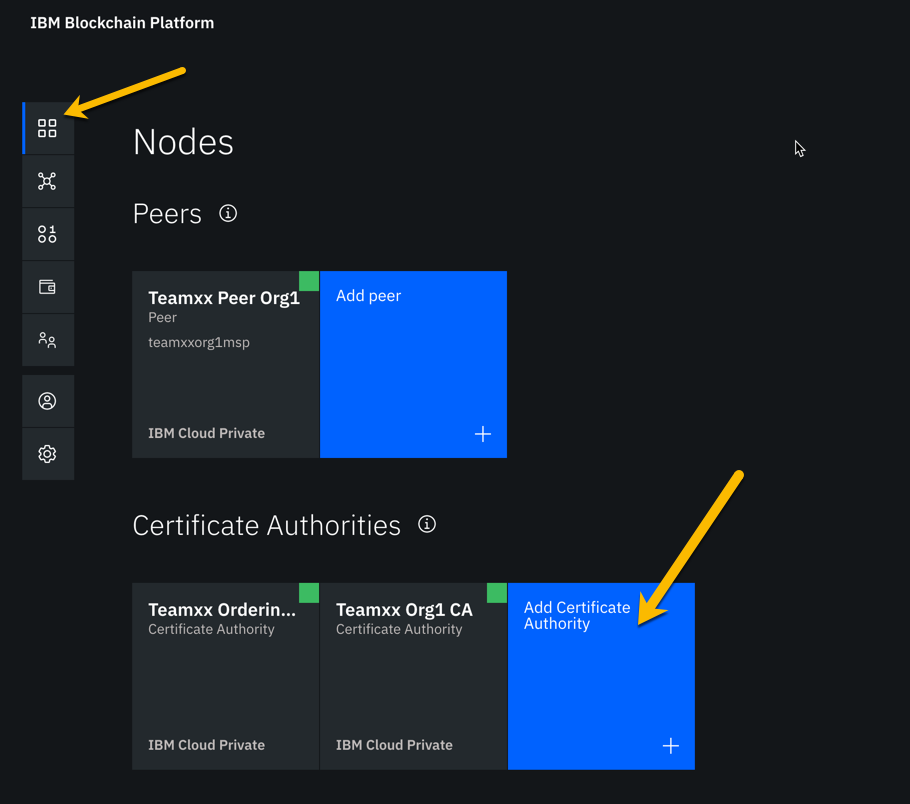 IBM Blockchain Platform
Nodes
Peers
Teamxx Peer Org1
Peer
teamxxorg1msp
IBM Cloud Private
Add peer
Certificate Authorities
Teamxx Orderin...
Certificate Authority
IBM Cloud Private
Teamxx Org1 CA
Certificate Authority
IBM Cloud Private
Add Certificate
Authority